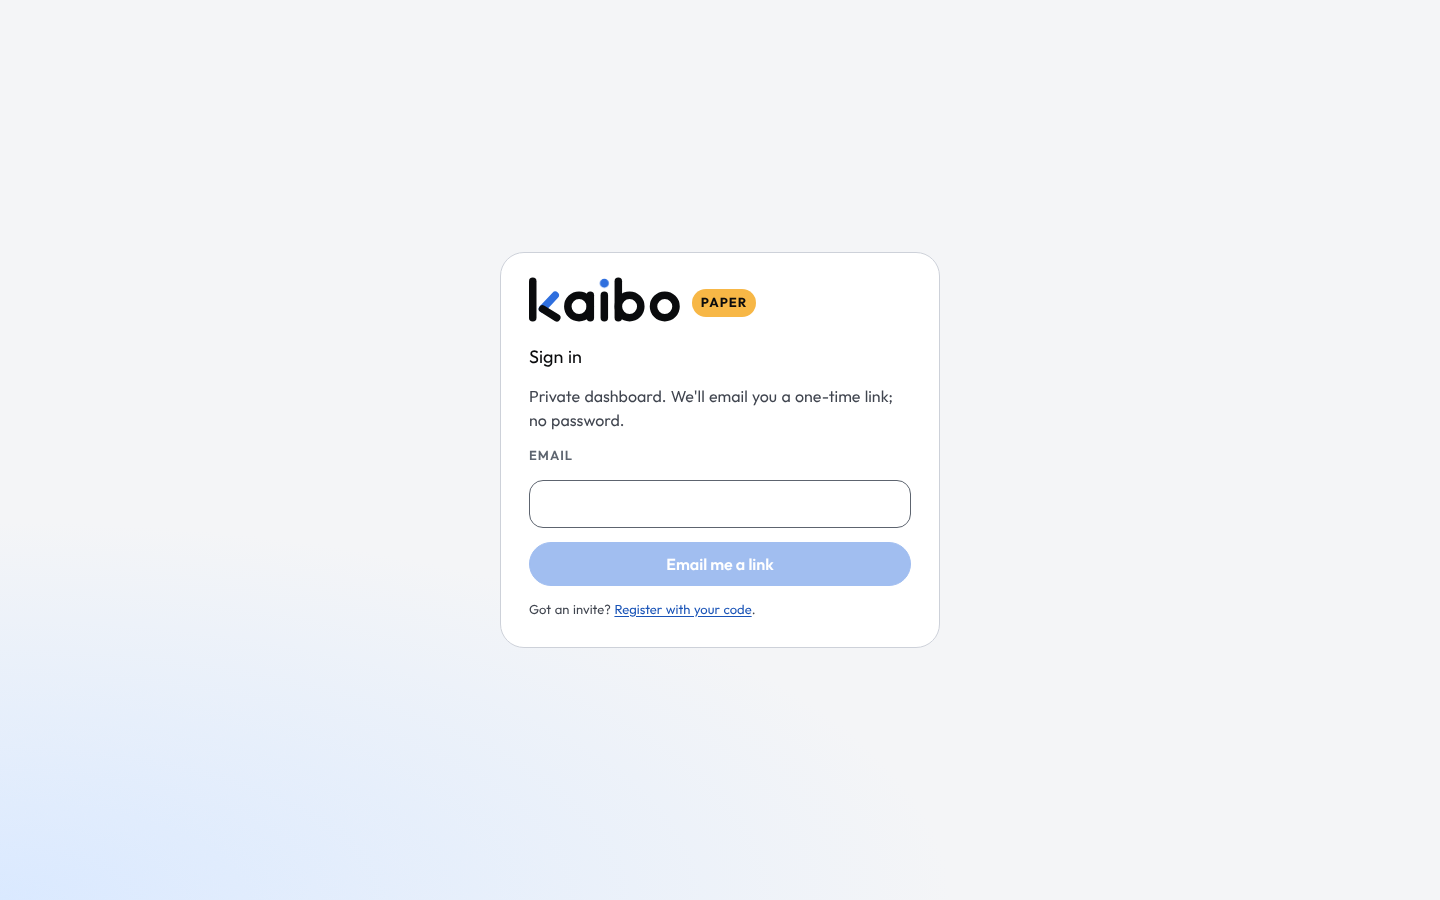 kaibo PAPER
Sign in
Private dashboard. We'll email you a one-time link;
no password.
EMAIL
Email me a link
Got an invite? Register with your code.